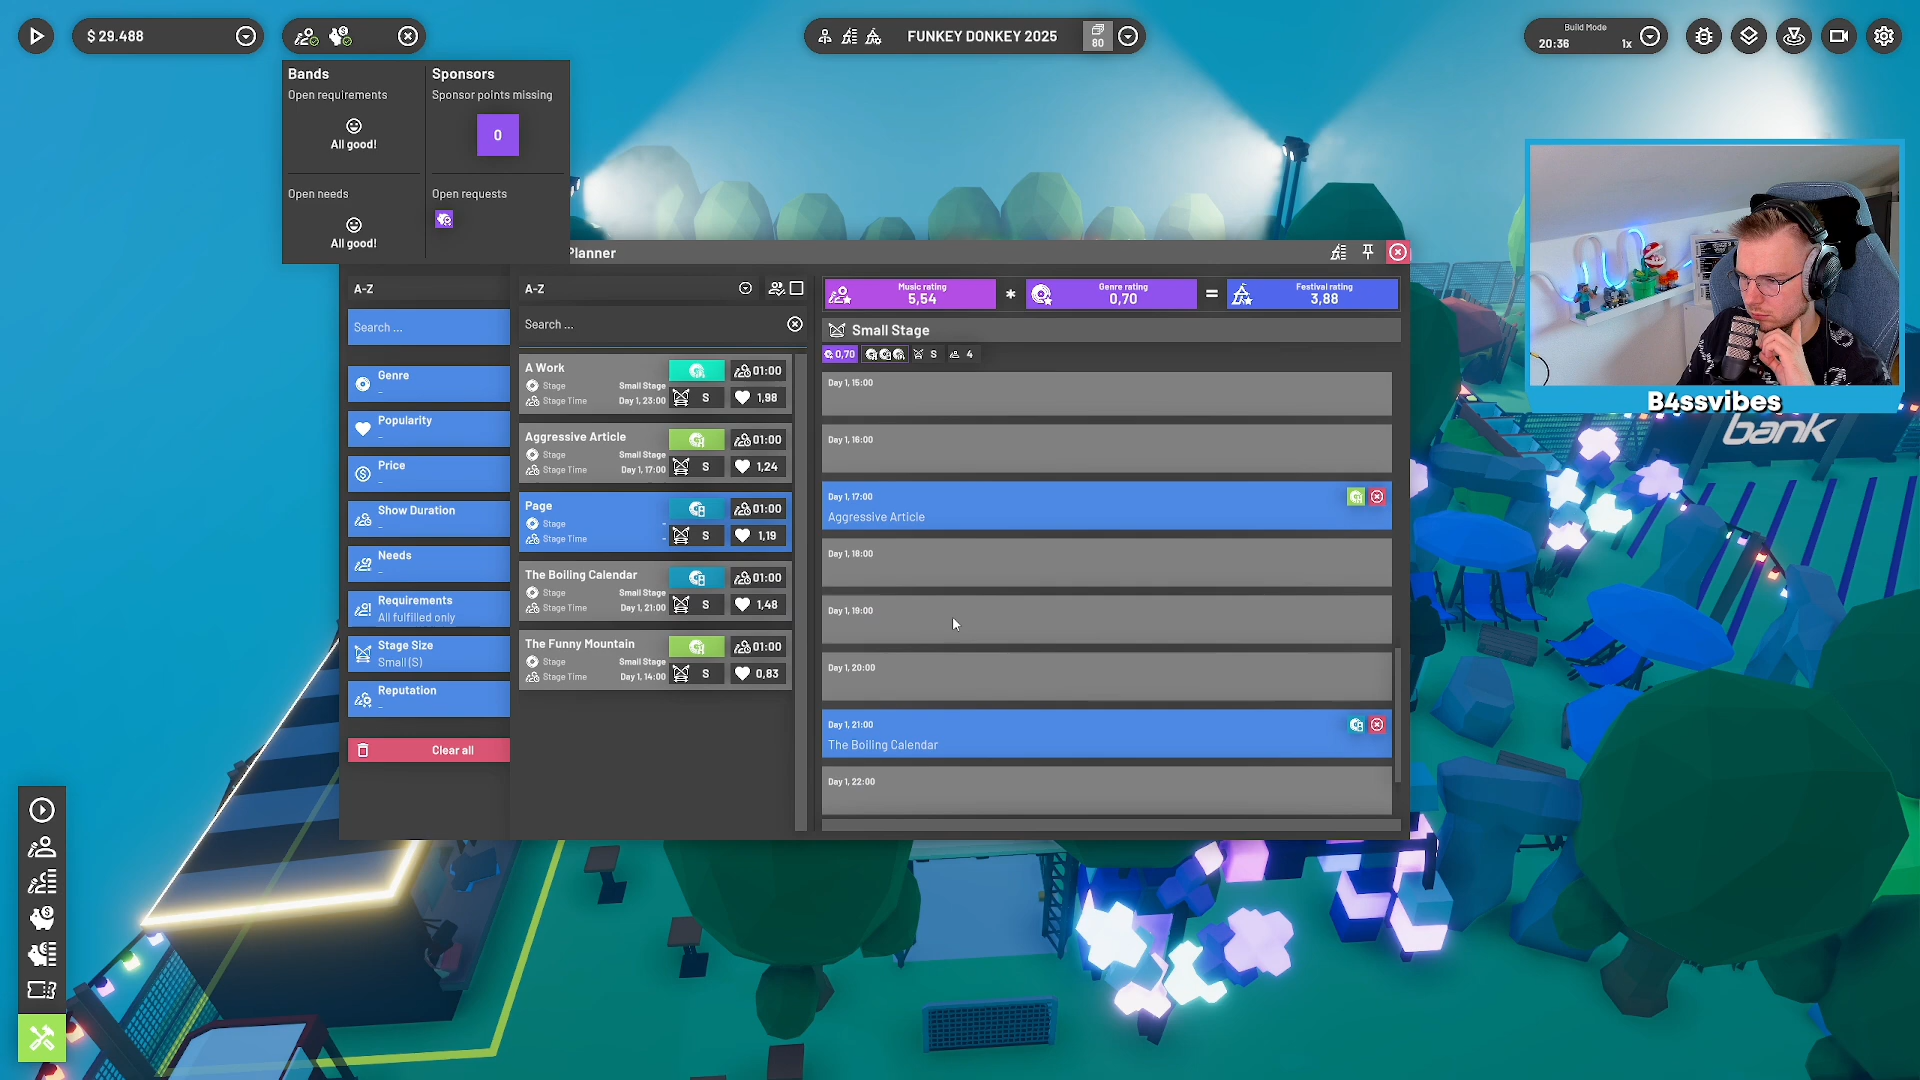 $ 29.488
FUNKEY DONKEY 2025
80
Build Mode
20:36
1x
Bands
Open requirements
All good!
Open needs
All good!
Sponsors
Sponsor points missing
0
Open requests
Planner
A-Z
Search ...
Genre
-
Popularity
-
Price
-
Show Duration
-
Needs
-
Requirements
All fulfilled only
Stage Size
Small (S)
Reputation
-
Clear all
A-Z
Search ...
A Work
01:00
Stage
Small Stage
Stage Time
Day 1, 23:00
S
1,98
Aggressive Article
01:00
Stage
Small Stage
Stage Time
Day 1, 17:00
S
1,24
Page
01:00
Stage
-
Stage Time
-
S
1,19
The Boiling Calendar
01:00
Stage
Small Stage
Stage Time
Day 1, 21:00
S
1,48
The Funny Mountain
01:00
Stage
Small Stage
Stage Time
Day 1, 14:00
S
0,83
Music rating
5,54
*
Genre rating
0,70
=
Festival rating
3,88
Small Stage
0,70
S
4
Day 1, 15:00
Day 1, 16:00
Day 1, 17:00
Aggressive Article
Day 1, 18:00
Day 1, 19:00
Day 1, 20:00
Day 1, 21:00
The Boiling Calendar
Day 1, 22:00
B4ssvibes
bank